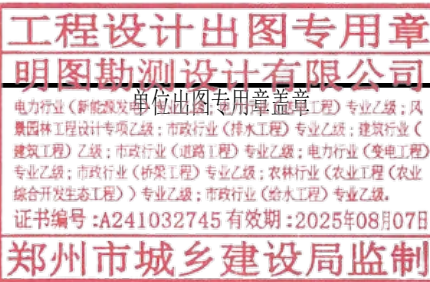 工程设计出图专用章
明图勘测设计有限公司
单位出图专用章盖章
电力行业（新能源发电）专业乙级；风
景园林工程设计专项乙级；市政行业（排水工程）专业乙级；建筑行业（
建筑工程）乙级；市政行业（道路工程）专业乙级；电力行业（变电工程）
专业乙级；市政行业（桥梁工程）专业乙级；农林行业（农业工程（农业
综合开发生态工程））专业乙级；市政行业（给水工程）专业乙级。
证书编号:A241032745 有效期:2025年08月07日
郑州市城乡建设局监制